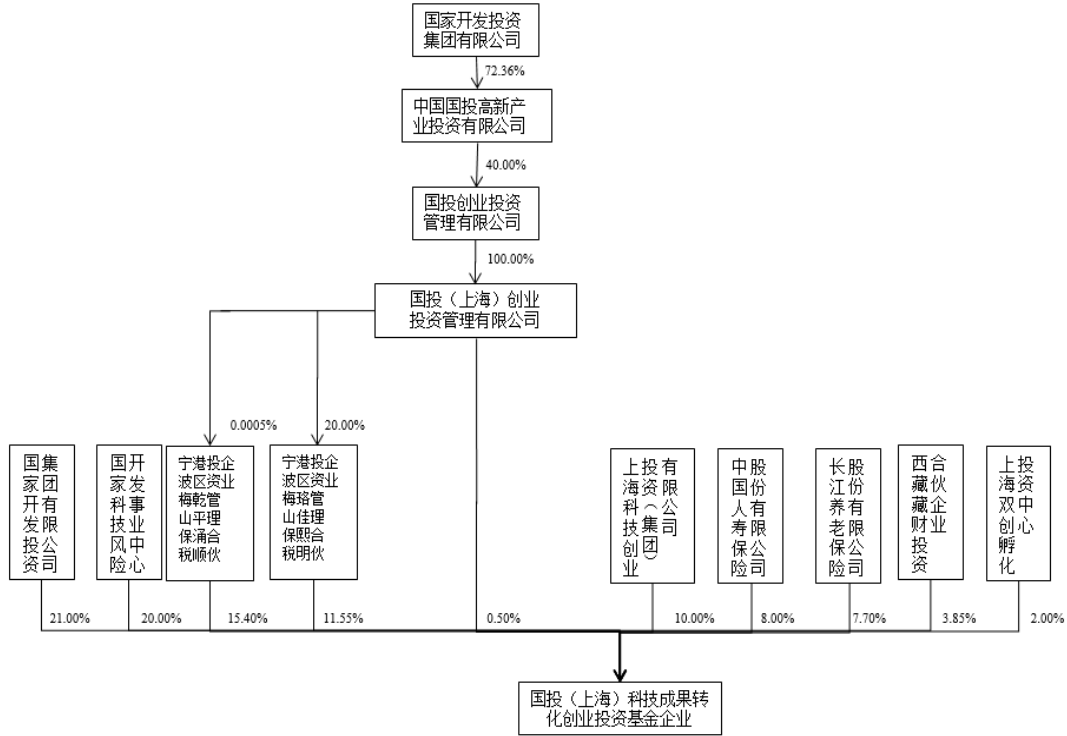 国家开发投资
集团有限公司
72.36%
中国国投高新产
业投资有限公司
40.00%
国投创业投资
管理有限公司
100.00%
国投（上海）创业
投资管理有限公司
0.0005%
20.00%
国家开发投资
集团有限公司
国家科技风险
开发事业中心
宁波梅山保税
港区乾平涌顺
投资管理合伙
企业
宁波梅山保税
港区珞佳熙明
投资管理合伙
企业
上海科技创业
投资（集团）
有限公司
中国人寿保险
股份有限公司
长江养老保险
股份有限公司
西藏藏财投资
合伙企业
上海双创孵化
投资中心
21.00%
20.00%
15.40%
11.55%
0.50%
10.00%
8.00%
7.70%
3.85%
2.00%
国投（上海）科技成果转
化创业投资基金企业